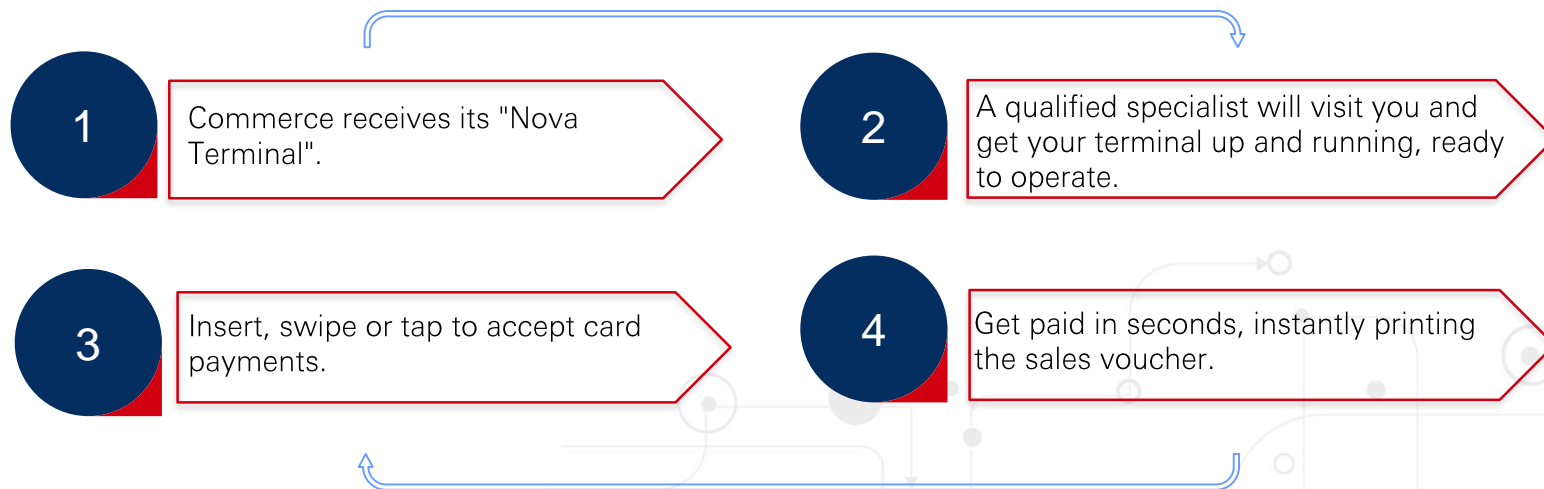 1
Commerce receives its "Nova
Terminal".
2
A qualified specialist will visit you and
get your terminal up and running, ready
to operate.
3
Insert, swipe or tap to accept card
payments.
4
Get paid in seconds, instantly printing
the sales voucher.